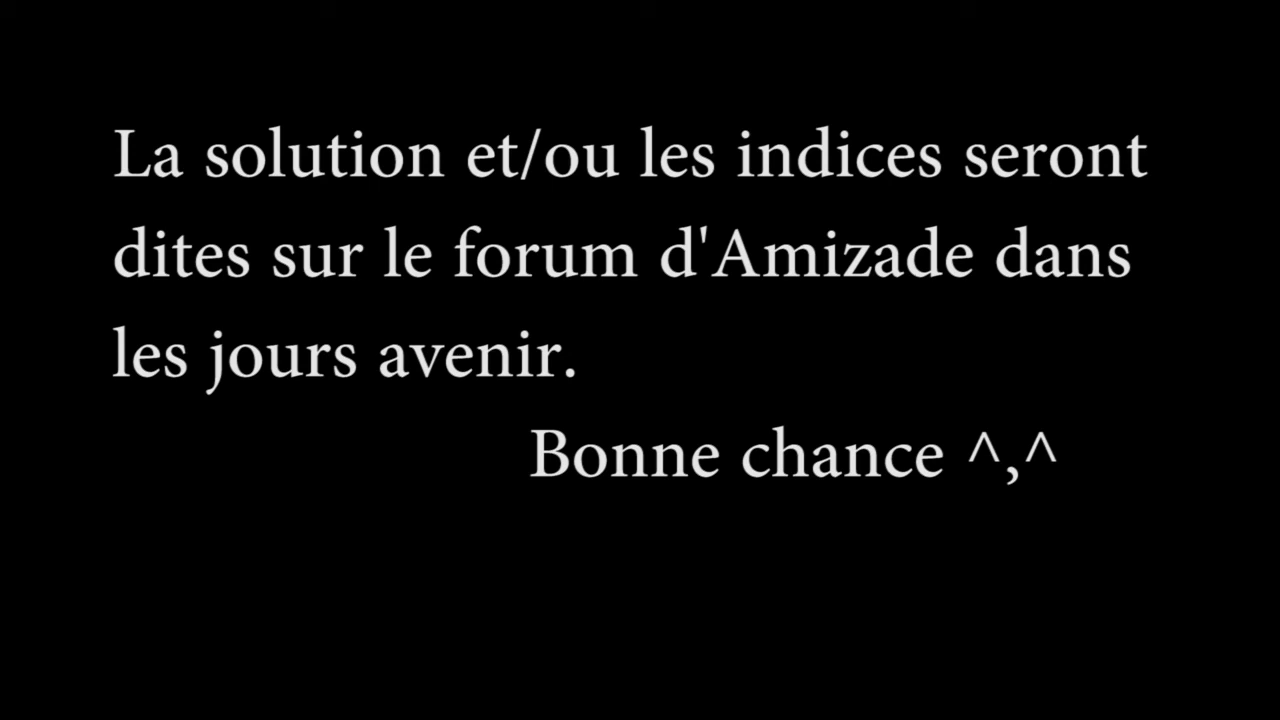 La solution et/ou les indices seront
dites sur le forum d'Amizade dans
les jours avenir.
Bonne chance ^,^